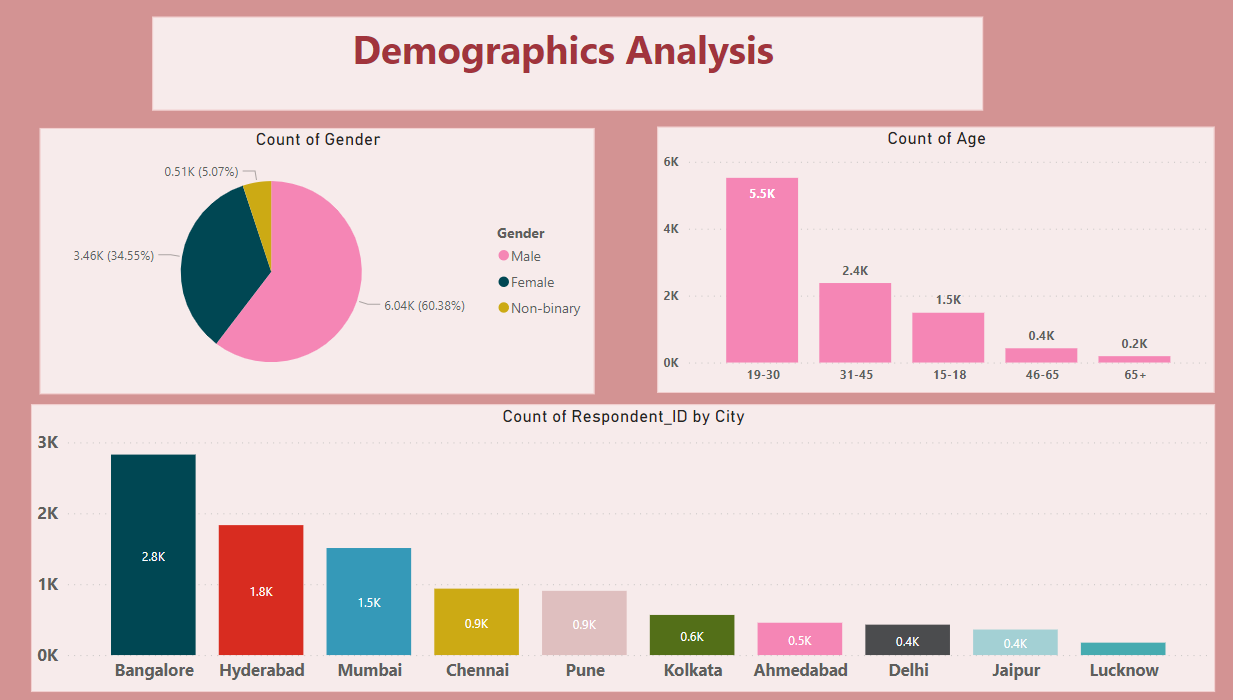 Demographics Analysis
Count of Gender
0.51K (5.07%)
3.46K (34.55%)
6.04K (60.38%)
Gender
Male
Female
Non-binary
Count of Age
6K
4K
2K
0K
5.5K
2.4K
1.5K
0.4K
0.2K
19-30 31-45 15-18 46-65 65+
Count of Respondent_ID by City
3K
2K
1K
0K
2.8K
1.8K
1.5K
0.9K
0.9K
0.6K
0.5K
0.4K
0.4K
Bangalore Hyderabad Mumbai Chennai Pune Kolkata Ahmedabad Delhi Jaipur Lucknow